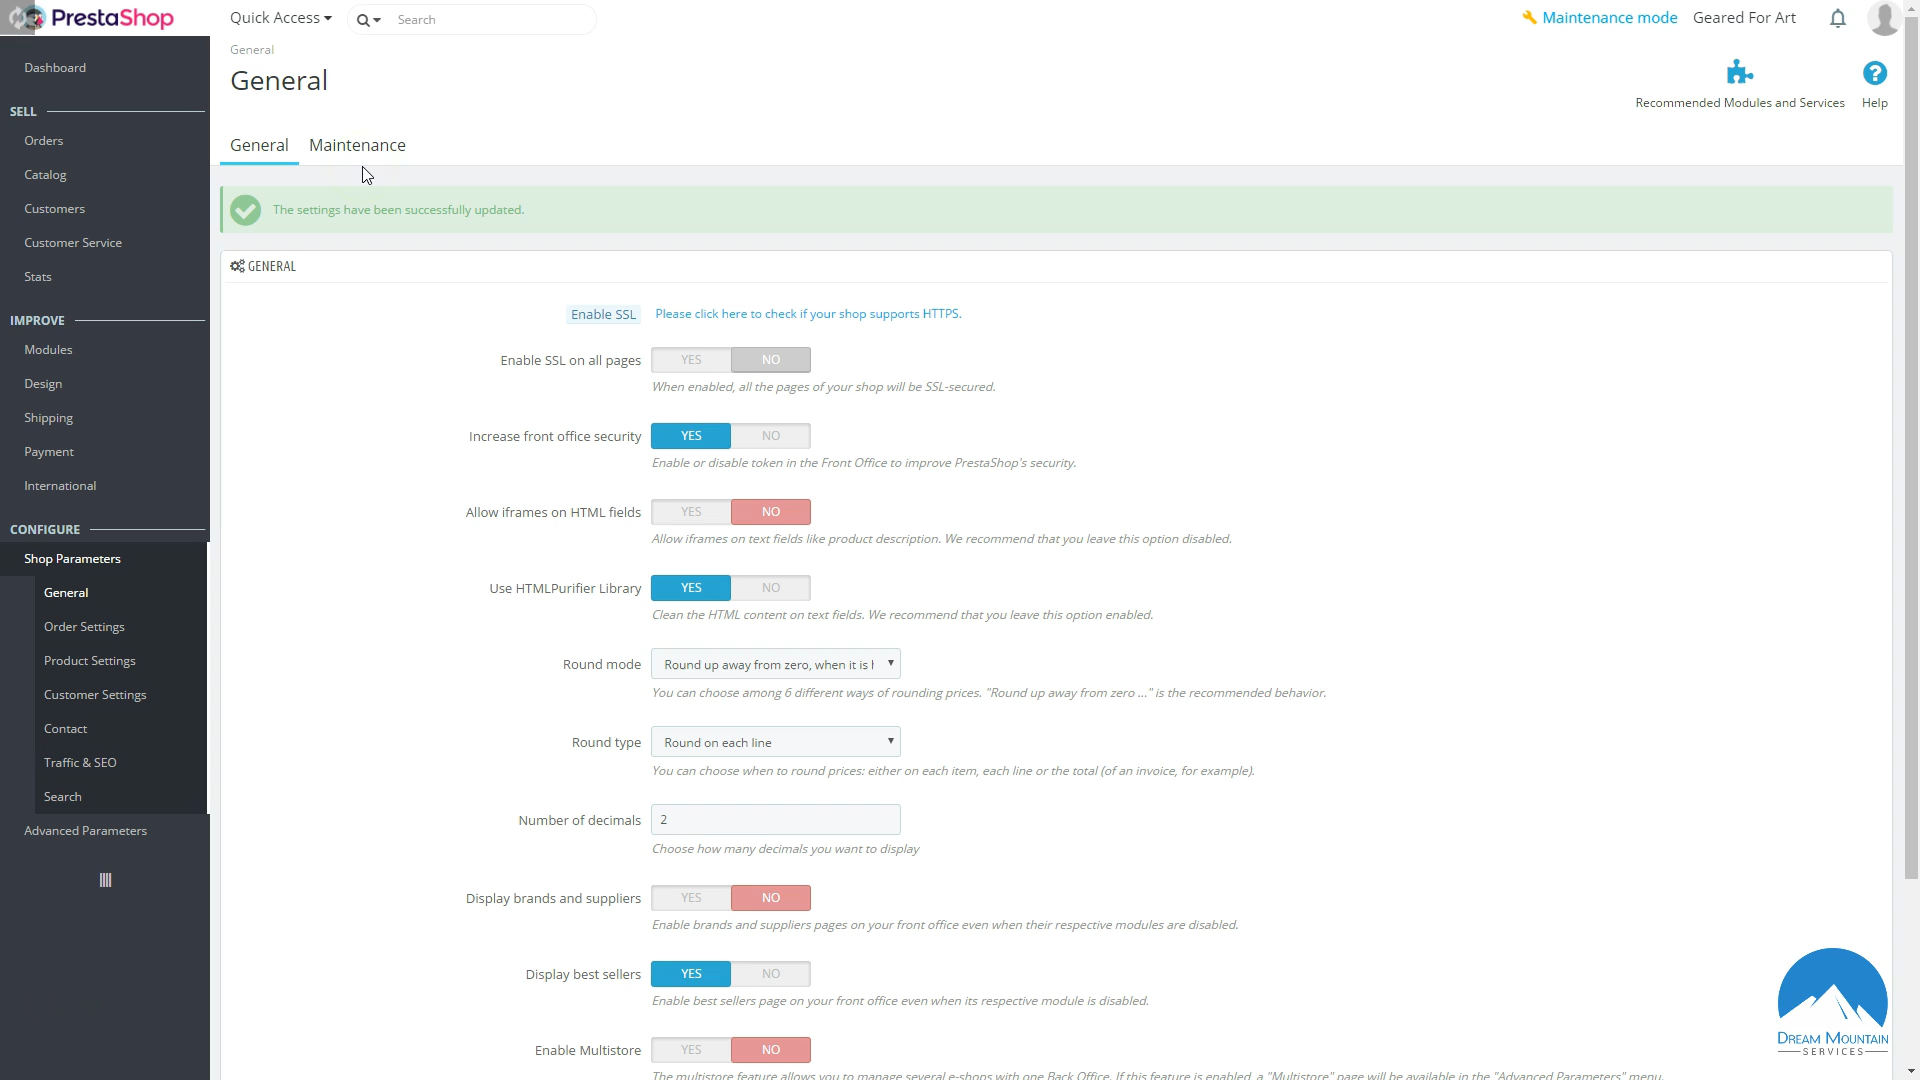 PrestaShop
Quick Access
Search
Maintenance mode
Geared For Art
General
General
Recommended Modules and Services
Help
General
Maintenance
The settings have been successfully updated.
Dashboard
SELL
Orders
Catalog
Customers
Customer Service
Stats
IMPROVE
Modules
Design
Shipping
Payment
International
CONFIGURE
Shop Parameters
General
Order Settings
Product Settings
Customer Settings
Contact
Traffic & SEO
Search
Advanced Parameters
GENERAL
Enable SSL Please click here to check if your shop supports HTTPS.
Enable SSL on all pages YES NO
When enabled, all the pages of your shop will be SSL-secured.
Increase front office security YES NO
Enable or disable token in the Front Office to improve PrestaShop's security.
Allow iframes on HTML fields YES NO
Allow iframes on text fields like product description. We recommend that you leave this option disabled.
Use HTMLPurifier Library YES NO
Clean the HTML content on text fields. We recommend that you leave this option enabled.
Round mode Round up away from zero, when it is
You can choose among 6 different ways of rounding prices. "Round up away from zero ..." is the recommended behavior.
Round type Round on each line
You can choose when to round prices: either on each item, each line or the total (of an invoice, for example).
Number of decimals 2
Choose how many decimals you want to display
Display brands and suppliers YES NO
Enable brands and suppliers pages on your front office even when their respective modules are disabled.
Display best sellers YES NO
Enable best sellers page on your front office even when its respective module is disabled.
Enable Multistore YES NO
The multistore feature allows you to manage several e-shops with one Back Office. If this feature is enabled, a "Multistore" page will be available in the "Advanced Parameters" menu.
DREAM MOUNTAIN
SERVICES